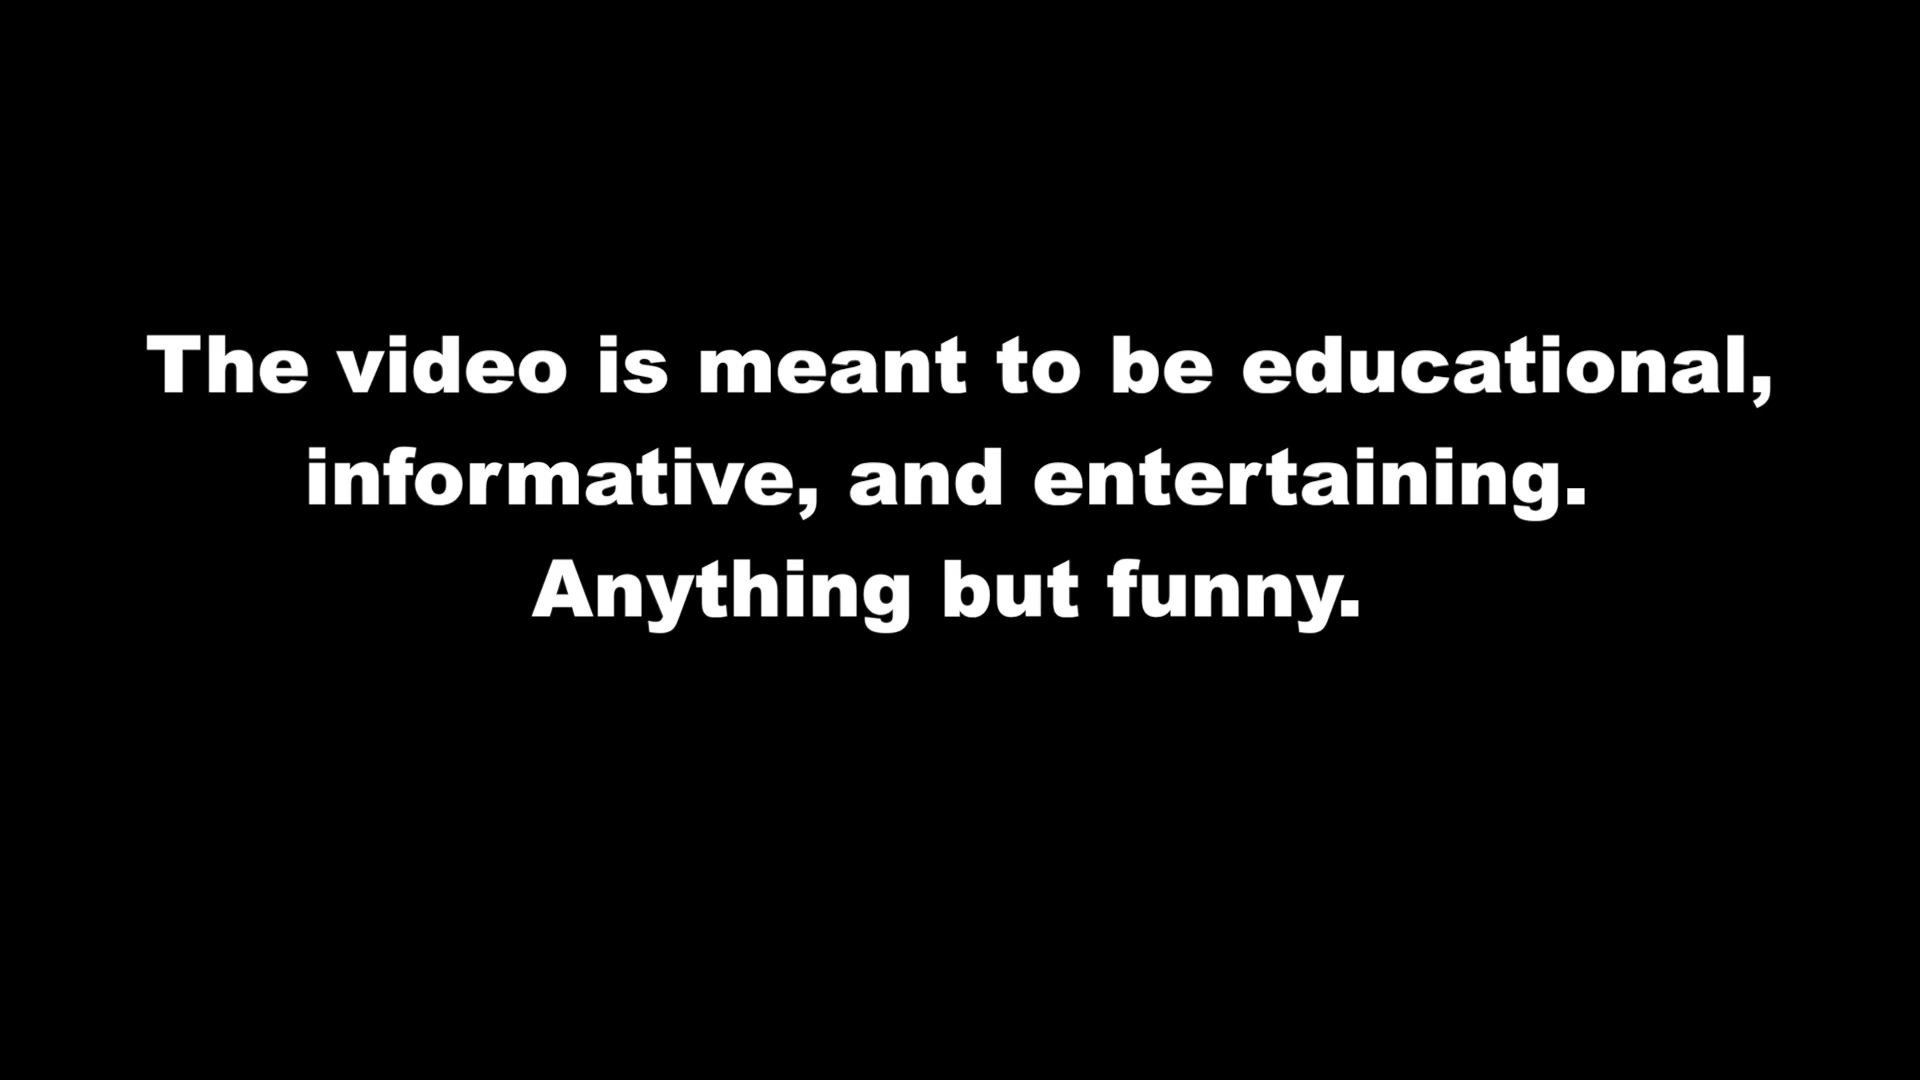 The video is meant to be educational,
informative, and entertaining.
Anything but funny.